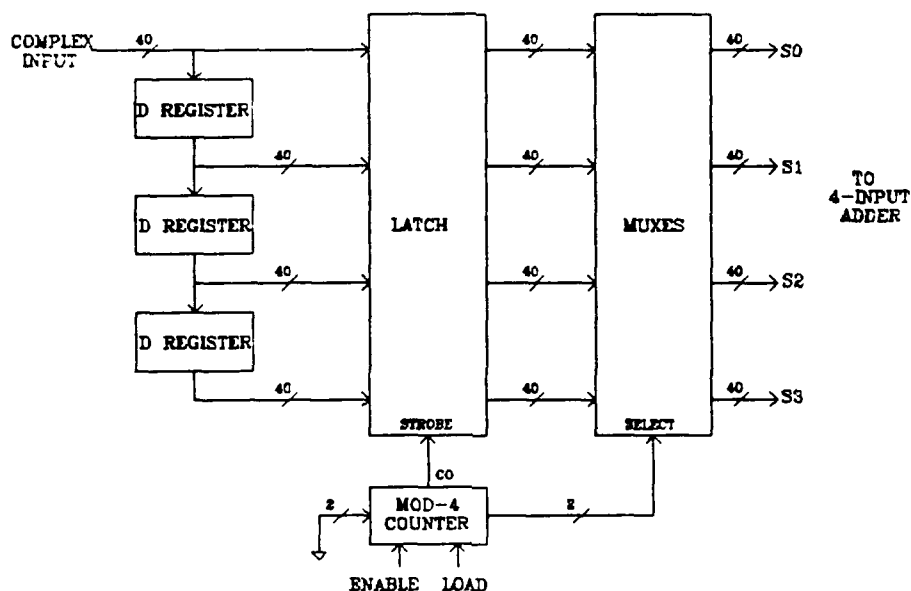 COMPLEX INPUT
40
40
40
S0
D REGISTER
40
40
40
S1
D REGISTER
LATCH
MUXES
TO
4-INPUT
ADDER
40
40
40
S2
D REGISTER
40
40
40
S3
STROBE
SELECT
CO
2
MOD-4
COUNTER
2
ENABLE
LOAD